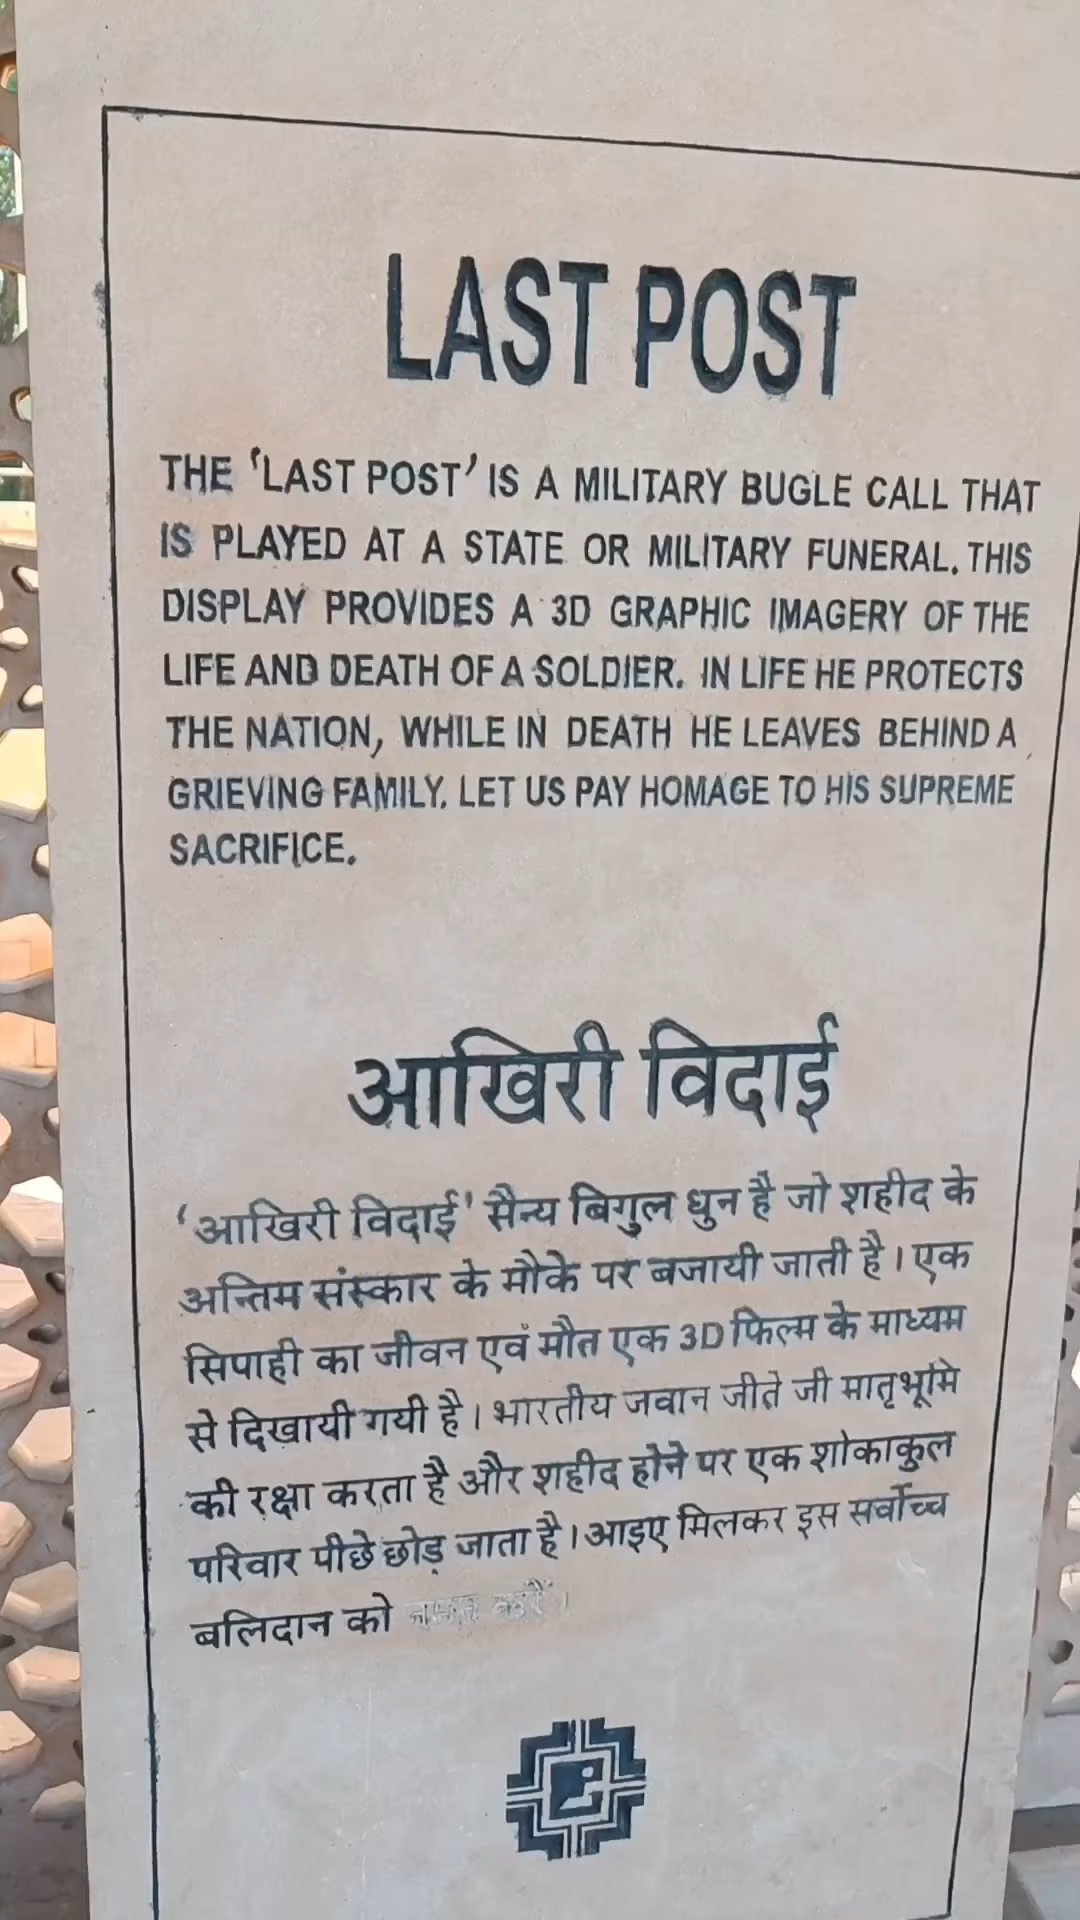 LAST POST
THE 'LAST POST' IS A MILITARY BUGLE CALL THAT
IS PLAYED AT A STATE OR MILITARY FUNERAL. THIS
DISPLAY PROVIDES A 3D GRAPHIC IMAGERY OF THE
LIFE AND DEATH OF A SOLDIER. IN LIFE HE PROTECTS
THE NATION, WHILE IN DEATH HE LEAVES BEHIND A
GRIEVING FAMILY. LET US PAY HOMAGE TO HIS SUPREME
SACRIFICE.
आखिरी विदाई
'आखिरी विदाई' सैन्य बिगुल धुन है जो शहीद के
अन्तिम संस्कार के मौके पर बजायी जाती है। एक
सिपाही का जीवन एवं मौत एक 3D फिल्म के माध्यम
से दिखायी गयी है। भारतीय जवान जीते जी मातृभूमि
की रक्षा करता है और शहीद होने पर एक शोकाकुल
परिवार पीछे छोड़ जाता है। आइए मिलकर इस सर्वोच्च
बलिदान को करें।